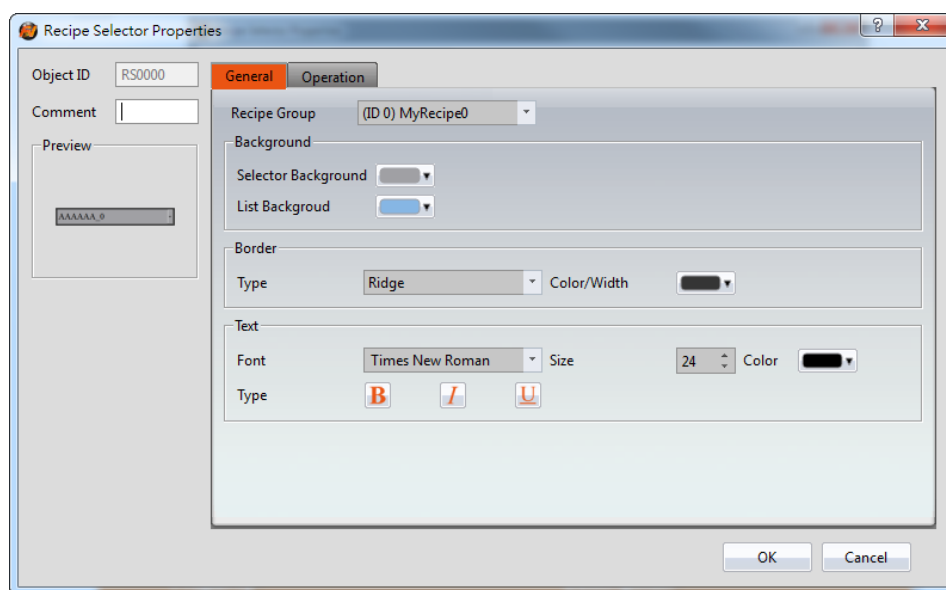 Recipe Selector Properties
?
Object ID RS0000
Comment
Preview
AAAAAA_0
General Operation
Recipe Group (ID 0) MyRecipe0
Background
Selector Background
List Backgroud
Border
Type Ridge Color/Width
Text
Font Times New Roman Size 24 Color
Type B I U
OK Cancel